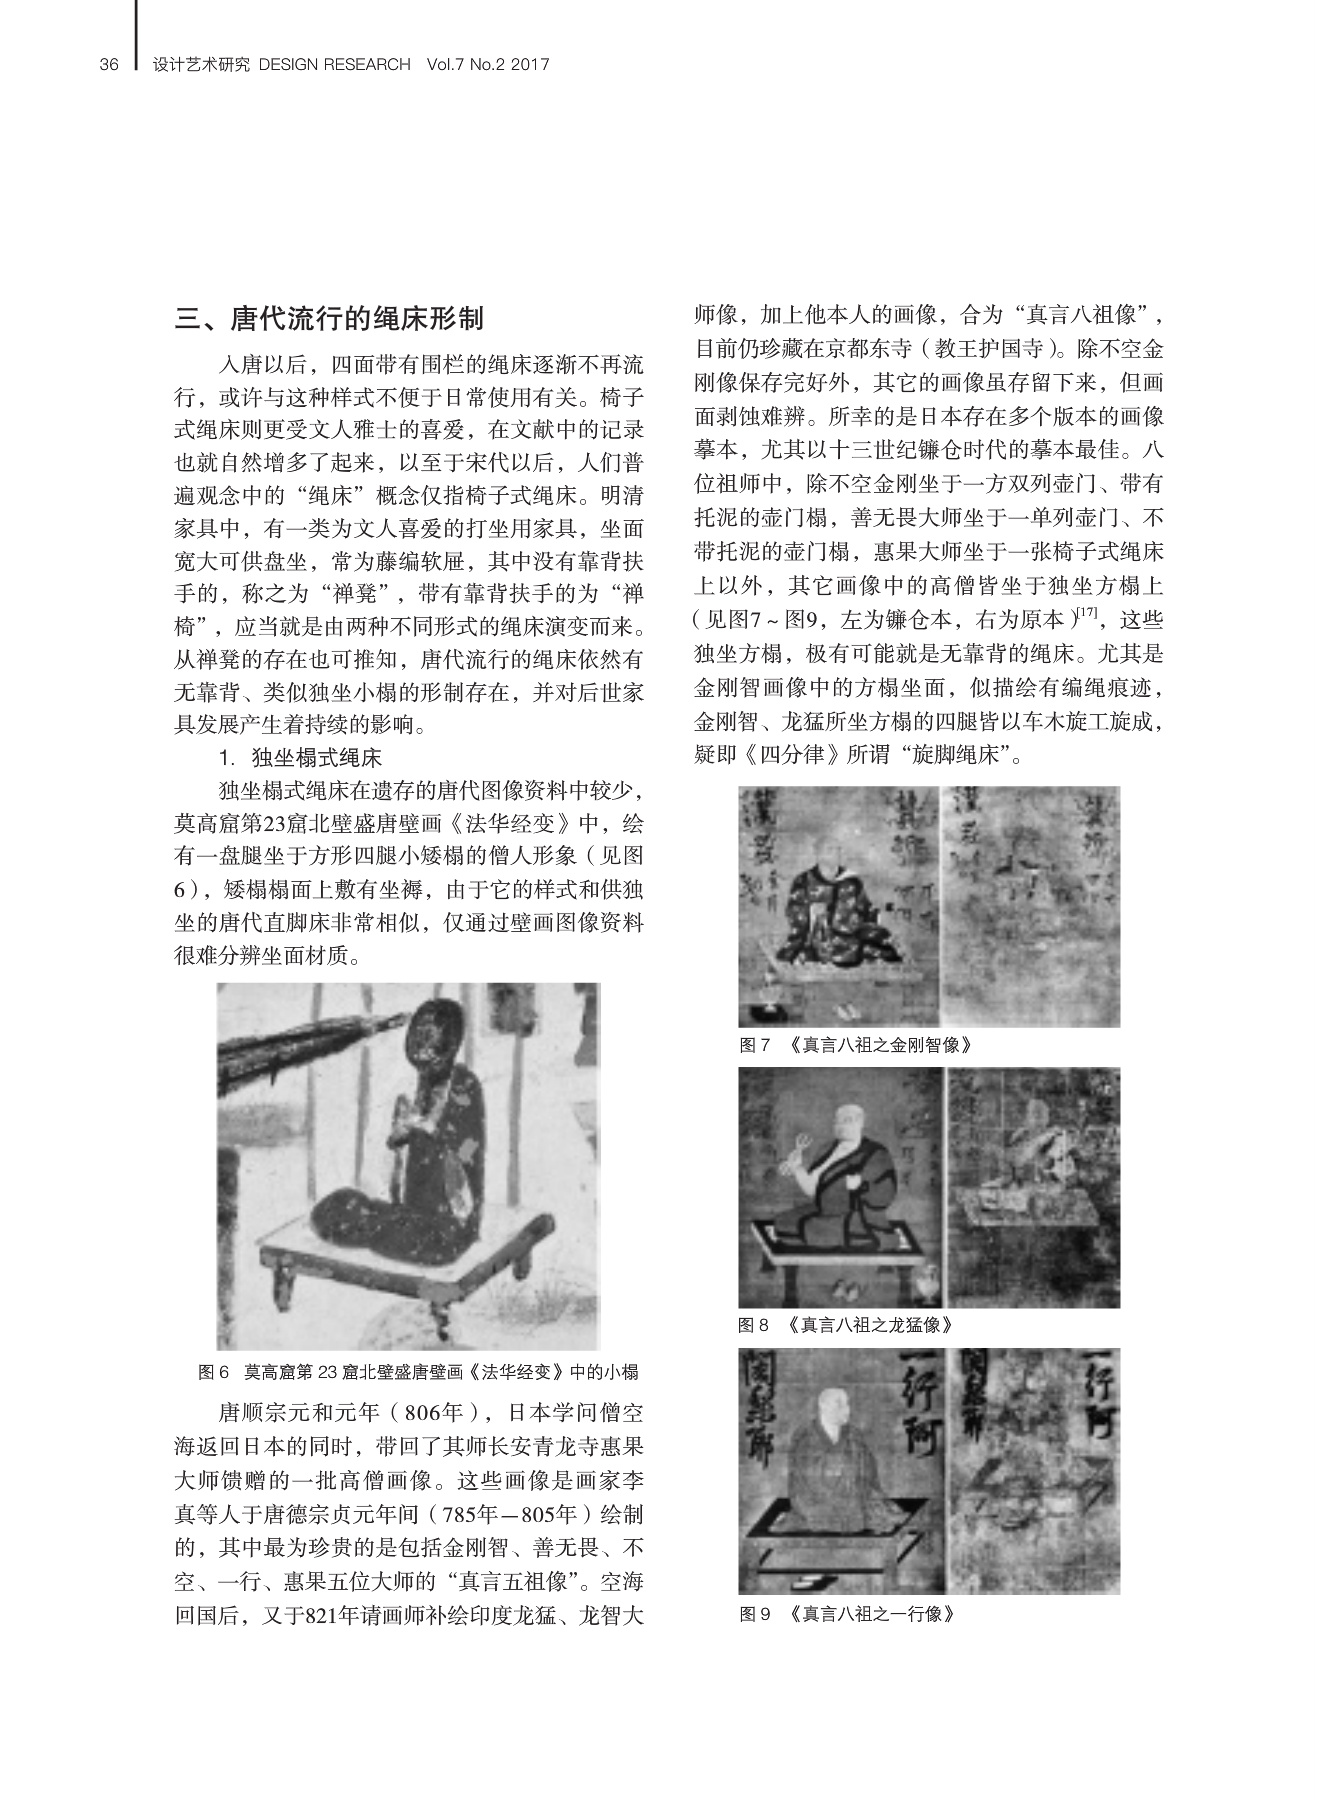 36 设计艺术研究 DESIGN RESEARCH Vol.7 No.2 2017
三、唐代流行的绳床形制
入唐以后，四面带有围栏的绳床逐渐不再流
行，或许与这种样式不便于日常使用有关。椅子
式绳床则更受文人雅士的喜爱，在文献中的记录
也就自然增多了起来，以至于宋代以后，人们普
遍观念中的“绳床”概念仅指椅子式绳床。明清
家具中，有一类为文人喜爱的打坐用家具，坐面
宽大可供盘坐，常为藤编软屉，其中没有靠背扶
手的，称之为“禅凳”，带有靠背扶手的为“禅
椅”，应当就是由两种不同形式的绳床演变而来。
从禅凳的存在也可推知，唐代流行的绳床依然有
无靠背、类似独坐小榻的形制存在，并对后世家
具发展产生着持续的影响。
1. 独坐榻式绳床
独坐榻式绳床在遗存的唐代图像资料中较少，
莫高窟第23窟北壁盛唐壁画《法华经变》中，绘
有一盘腿坐于方形四腿小矮榻的僧人形象（见图
6），矮榻榻面上敷有坐褥，由于它的样式和供独
坐的唐代直脚床非常相似，仅通过壁画图像资料
很难分辨坐面材质。
图 6 莫高窟第 23 窟北壁盛唐壁画《法华经变》中的小榻
唐顺宗元和元年（806年），日本学问僧空
海返回日本的同时，带回了其师长安青龙寺惠果
大师馈赠的一批高僧画像。这些画像是画家李
真等人于唐德宗贞元年间（785年—805年）绘制
的，其中最为珍贵的是包括金刚智、善无畏、不
空、一行、惠果五位大师的“真言五祖像”。空海
回国后，又于821年请画师补绘印度龙猛、龙智大
师像，加上他本人的画像，合为“真言八祖像”，
目前仍珍藏在京都东寺（教王护国寺）。除不空金
刚像保存完好外，其它的画像虽存留下来，但画
面剥蚀难辨。所幸的是日本存在多个版本的画像
摹本，尤其以十三世纪镰仓时代的摹本最佳。八
位祖师中，除不空金刚坐于一方双列壶门、带有
托泥的壶门榻，善无畏大师坐于一单列壶门、不
带托泥的壶门榻，惠果大师坐于一张椅子式绳床
上以外，其它画像中的高僧皆坐于独坐方榻上
（见图7～图9，左为镰仓本，右为原本）[17]，这些
独坐方榻，极有可能就是无靠背的绳床。尤其是
金刚智画像中的方榻坐面，似描绘有编绳痕迹，
金刚智、龙猛所坐方榻的四腿皆以车木旋工旋成，
疑即《四分律》所谓“旋脚绳床”。
图 7 《真言八祖之金刚智像》
图 8 《真言八祖之龙猛像》
一行阿
一行阿
图 9 《真言八祖之一行像》